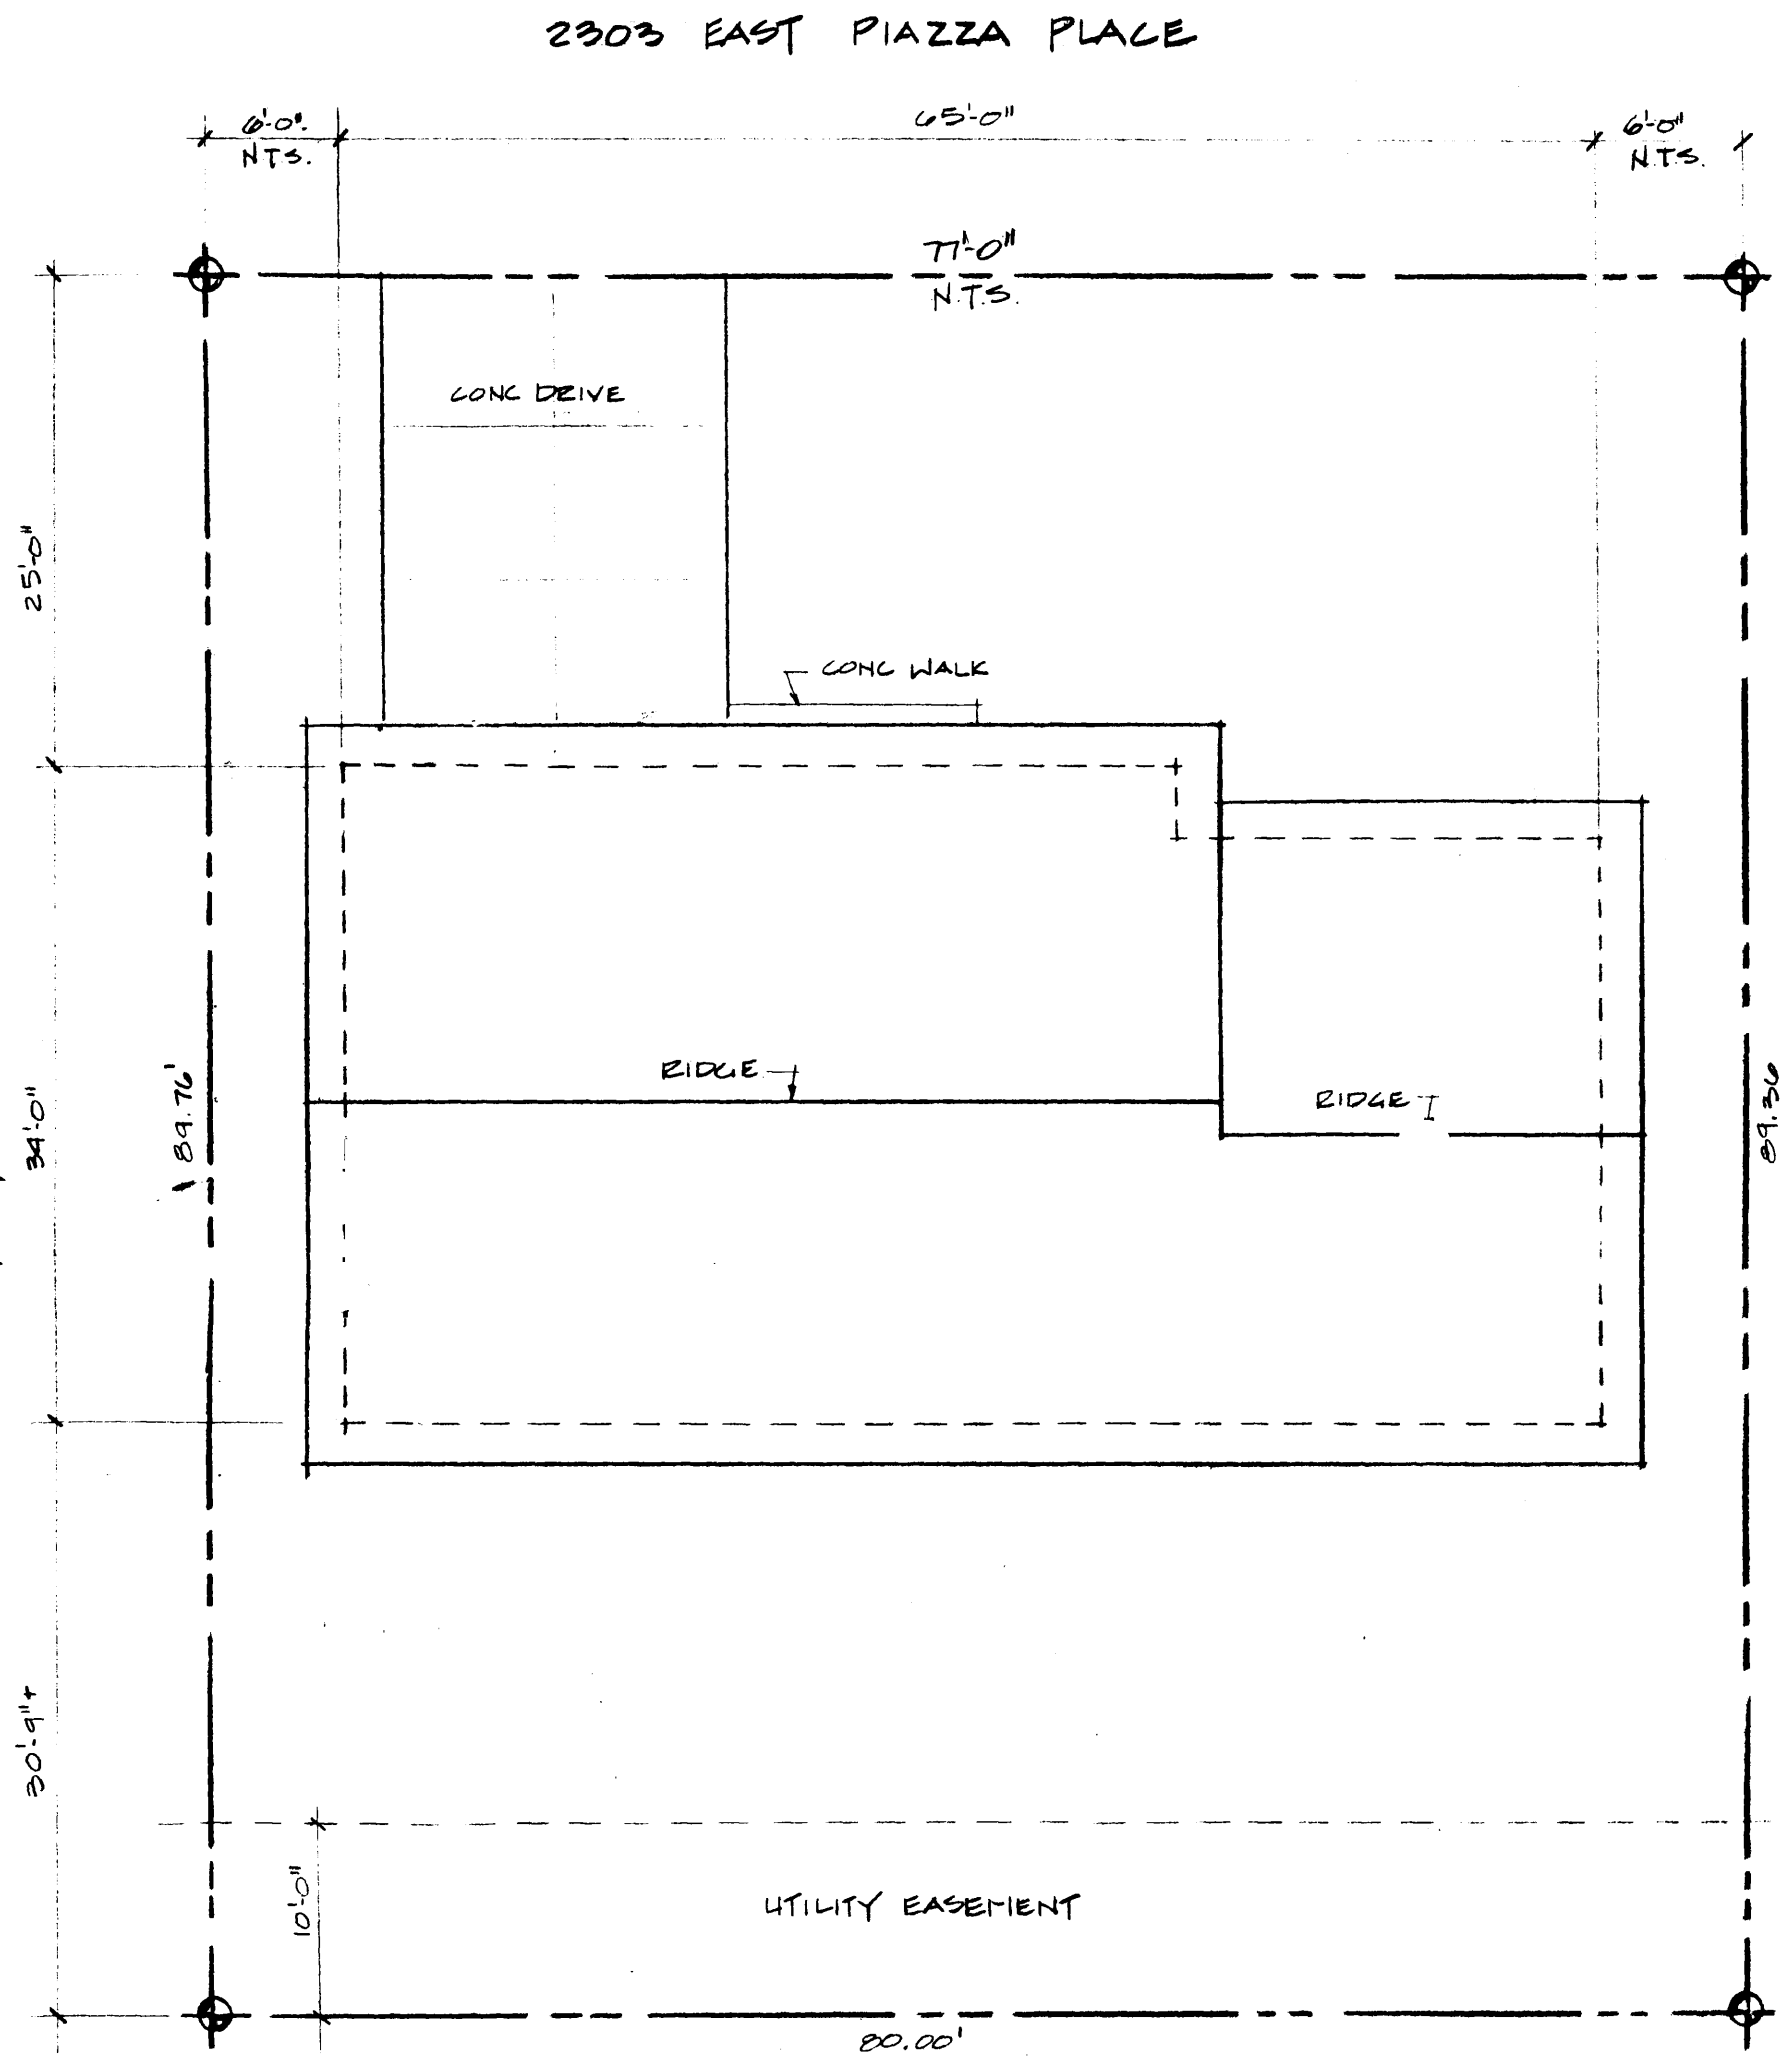 2303 EAST PIAZZA PLACE
6'-0"
N.T.S.
65'-0"
6'-0"
N.T.S.
77'-0"
N.T.S.
CONC DRIVE
25'-0"
CONC WALK
RIDGE
RIDGE
34'-0"
89.76'
89.36
30'-9"+
10'-0"
UTILITY EASEMENT
80.00'